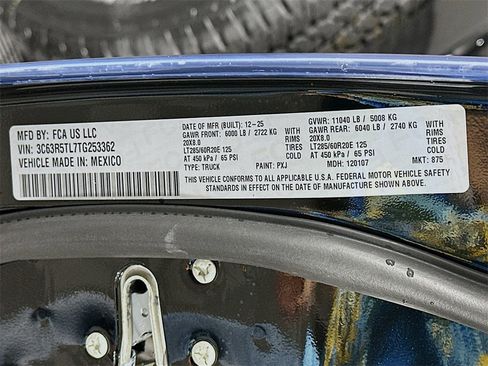 MFD BY: FCA US LLC
VIN: 3C63R5TL7TG253362
VEHICLE MADE IN: MEXICO
DATE OF MFR (BUILT): 12-25
GAWR FRONT: 6000 LB / 2722 KG
20X8.0
LT285/60R20E 125
AT 450 kPa / 65 PSI
TYPE: TRUCK
WITH
RIMS
TIRES
PAINT: PXJ
GVWR: 11040 LB / 5008 KG
GAWR REAR: 6040 LB / 2740 KG
20X8.0
LT285/60R20E 125
AT 450 kPa / 65 PSI
MDH: 120107
WITH
RIMS
TIRES
MKT: 875
THIS VEHICLE CONFORMS TO ALL APPLICABLE U.S.A. FEDERAL MOTOR VEHICLE SAFETY
STANDARDS IN EFFECT ON THE DATE OF MANUFACTURE SHOWN ABOVE.